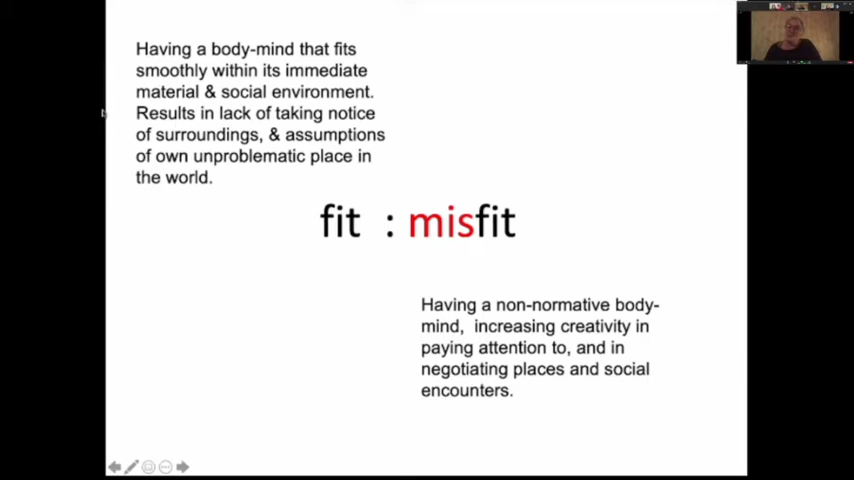 Having a body-mind that fits
smoothly within its immediate
material & social environment.
Results in lack of taking notice
of surroundings, & assumptions
of own unproblematic place in
the world.
fit : misfit
Having a non-normative body-
mind, increasing creativity in
paying attention to, and in
negotiating places and social
encounters.